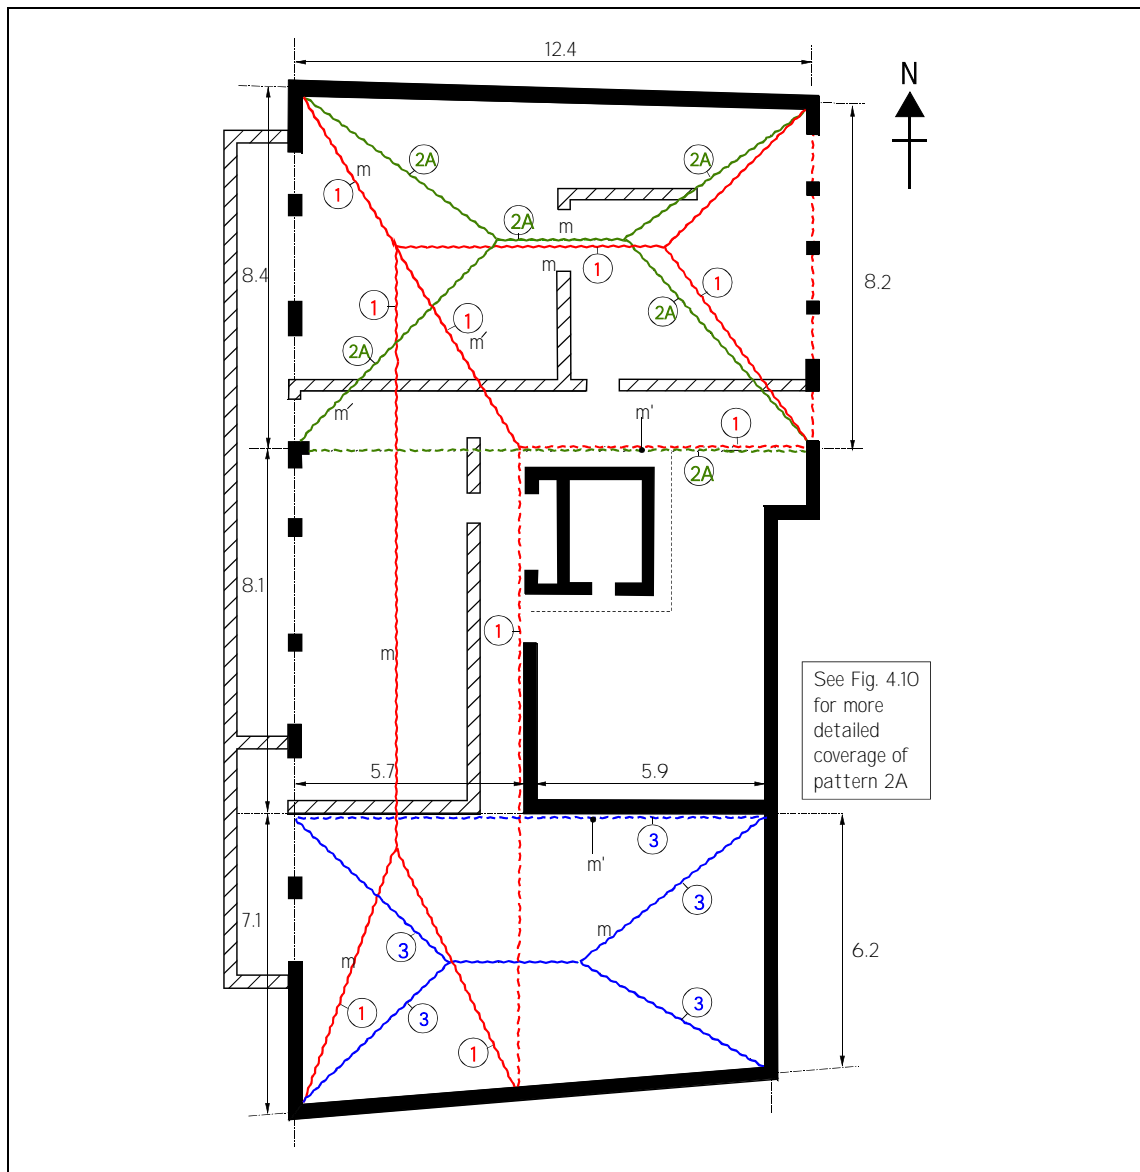 12.4
N
2A
2A
m
1
2A
m
m
1
8.4
1
8.2
1
1
2A
m′
2A
m′
m'
1
2A
8.1
1
m
See Fig. 4.10
for more
detailed
coverage of
pattern 2A
5.7
5.9
3
m'
3
7.1
m
3
6.2
m
3
1
3
1